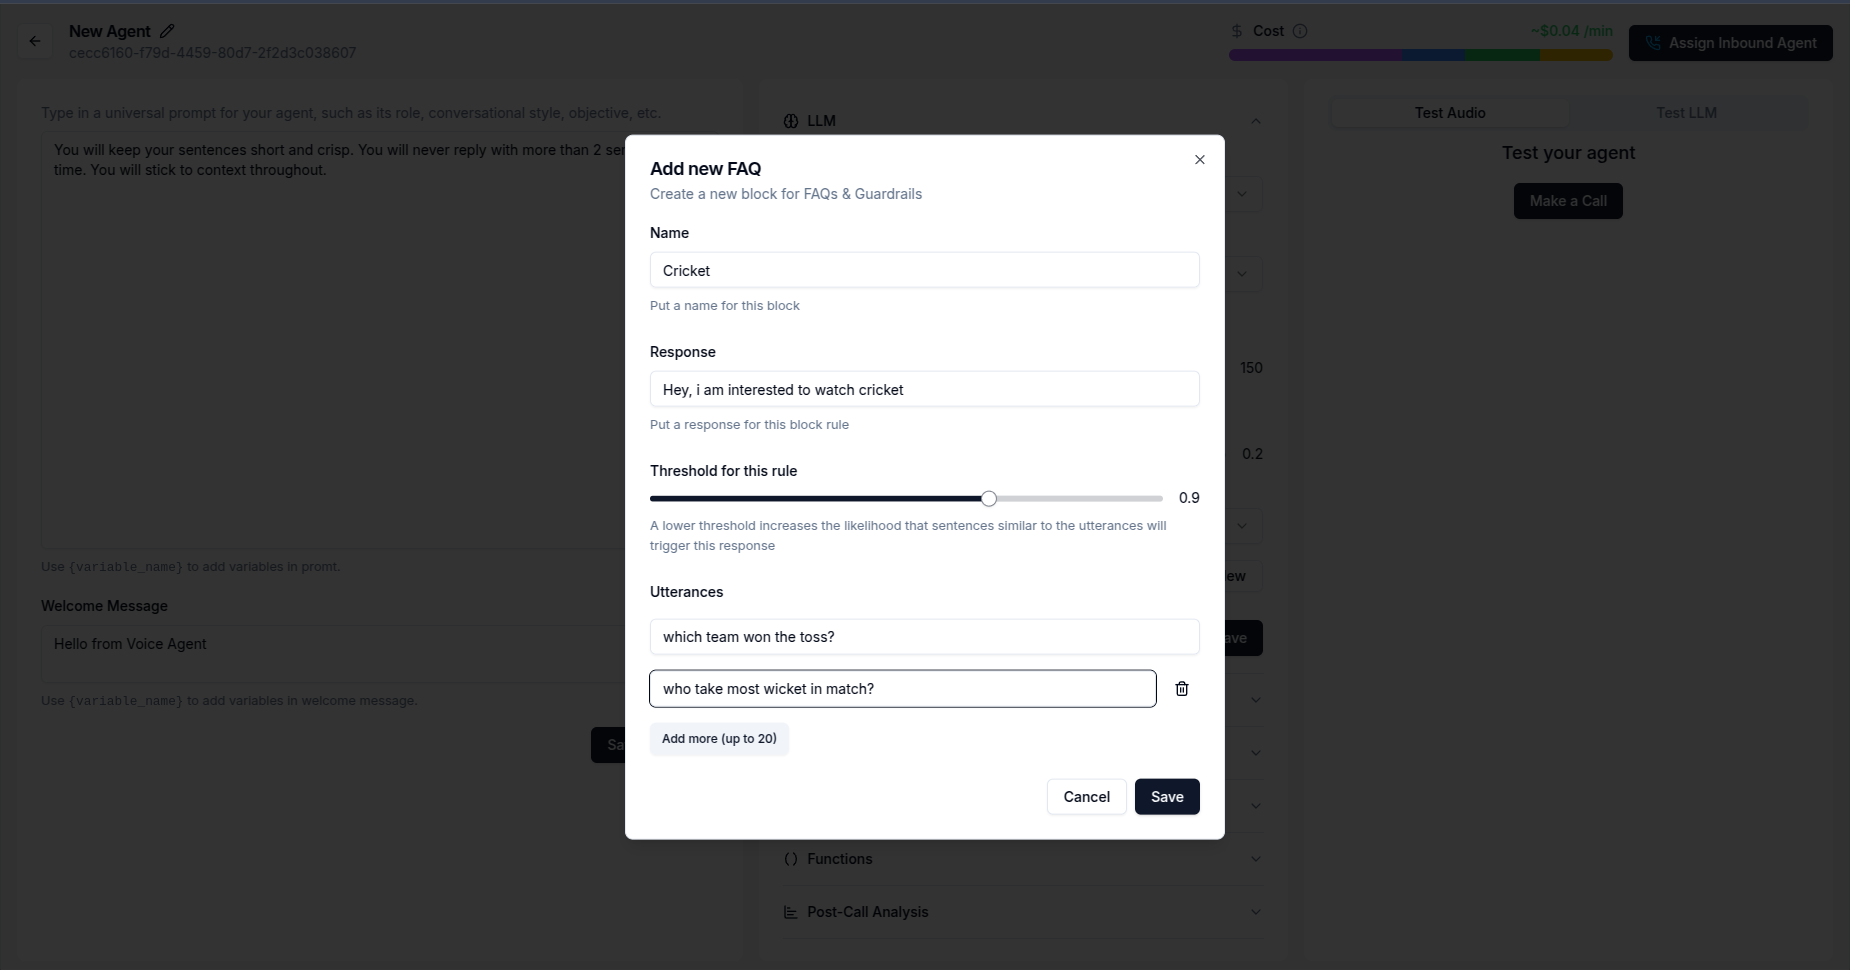 New Agent
cecc6160-f79d-4459-80d7-2f2d3c038607
Cost
~$0.04 /min
Assign Inbound Agent
Type in a universal prompt for your agent, such as its role, conversational style, objective, etc.
You will keep your sentences short and crisp. You will never reply with more than 2
time. You will stick to context throughout.
Use {variable_name} to add variables in promt.
Welcome Message
Hello from Voice Agent
Use {variable_name} to add variables in welcome message.
LLM
150
0.2
Add new FAQ
Create a new block for FAQs & Guardrails
Name
Cricket
Put a name for this block
Response
Hey, i am interested to watch cricket
Put a response for this block rule
Threshold for this rule
0.9
A lower threshold increases the likelihood that sentences similar to the utterances will
trigger this response
Utterances
which team won the toss?
who take most wicket in match?
Add more (up to 20)
Cancel
Save
Functions
Post-Call Analysis
Test Audio
Test LLM
Test your agent
Make a Call